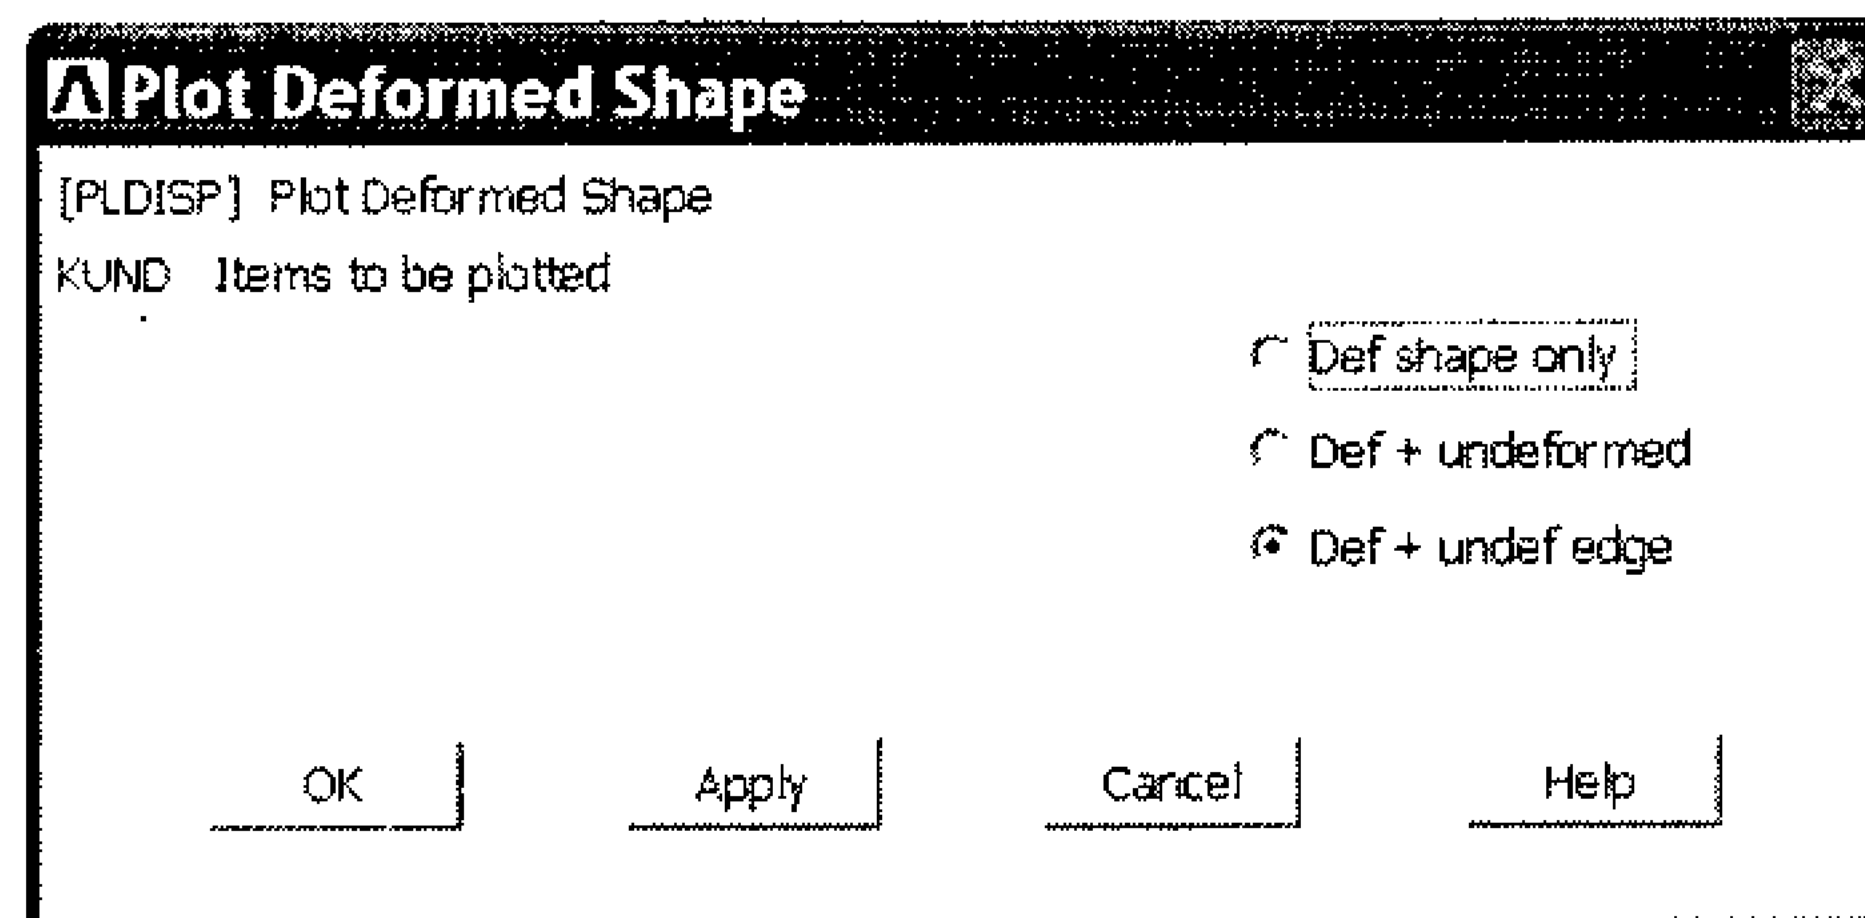 Plot Deformed Shape
[PLDISP] Plot Deformed Shape
KUND Items to be plotted
Def shape only
Def + undeformed
Def + undef edge
OK Apply Cancel Help